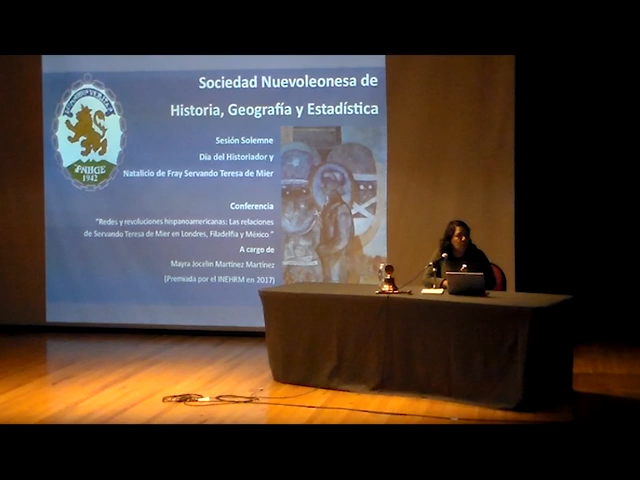 Sociedad Nuevoleonesa de
Historia, Geografía y Estadística
Sesión Solemne
Día del Historiador y
Natalicio de Fray Servando Teresa de Mier
Conferencia
"Redes y revoluciones hispanoamericanas: Las relaciones
de Servando Teresa de Mier en Londres, Filadelfia y México."
A cargo de
Mayra Jocelin Martínez Martínez
(Premiada por el INEHRM en 2017)
SNHGE
1942